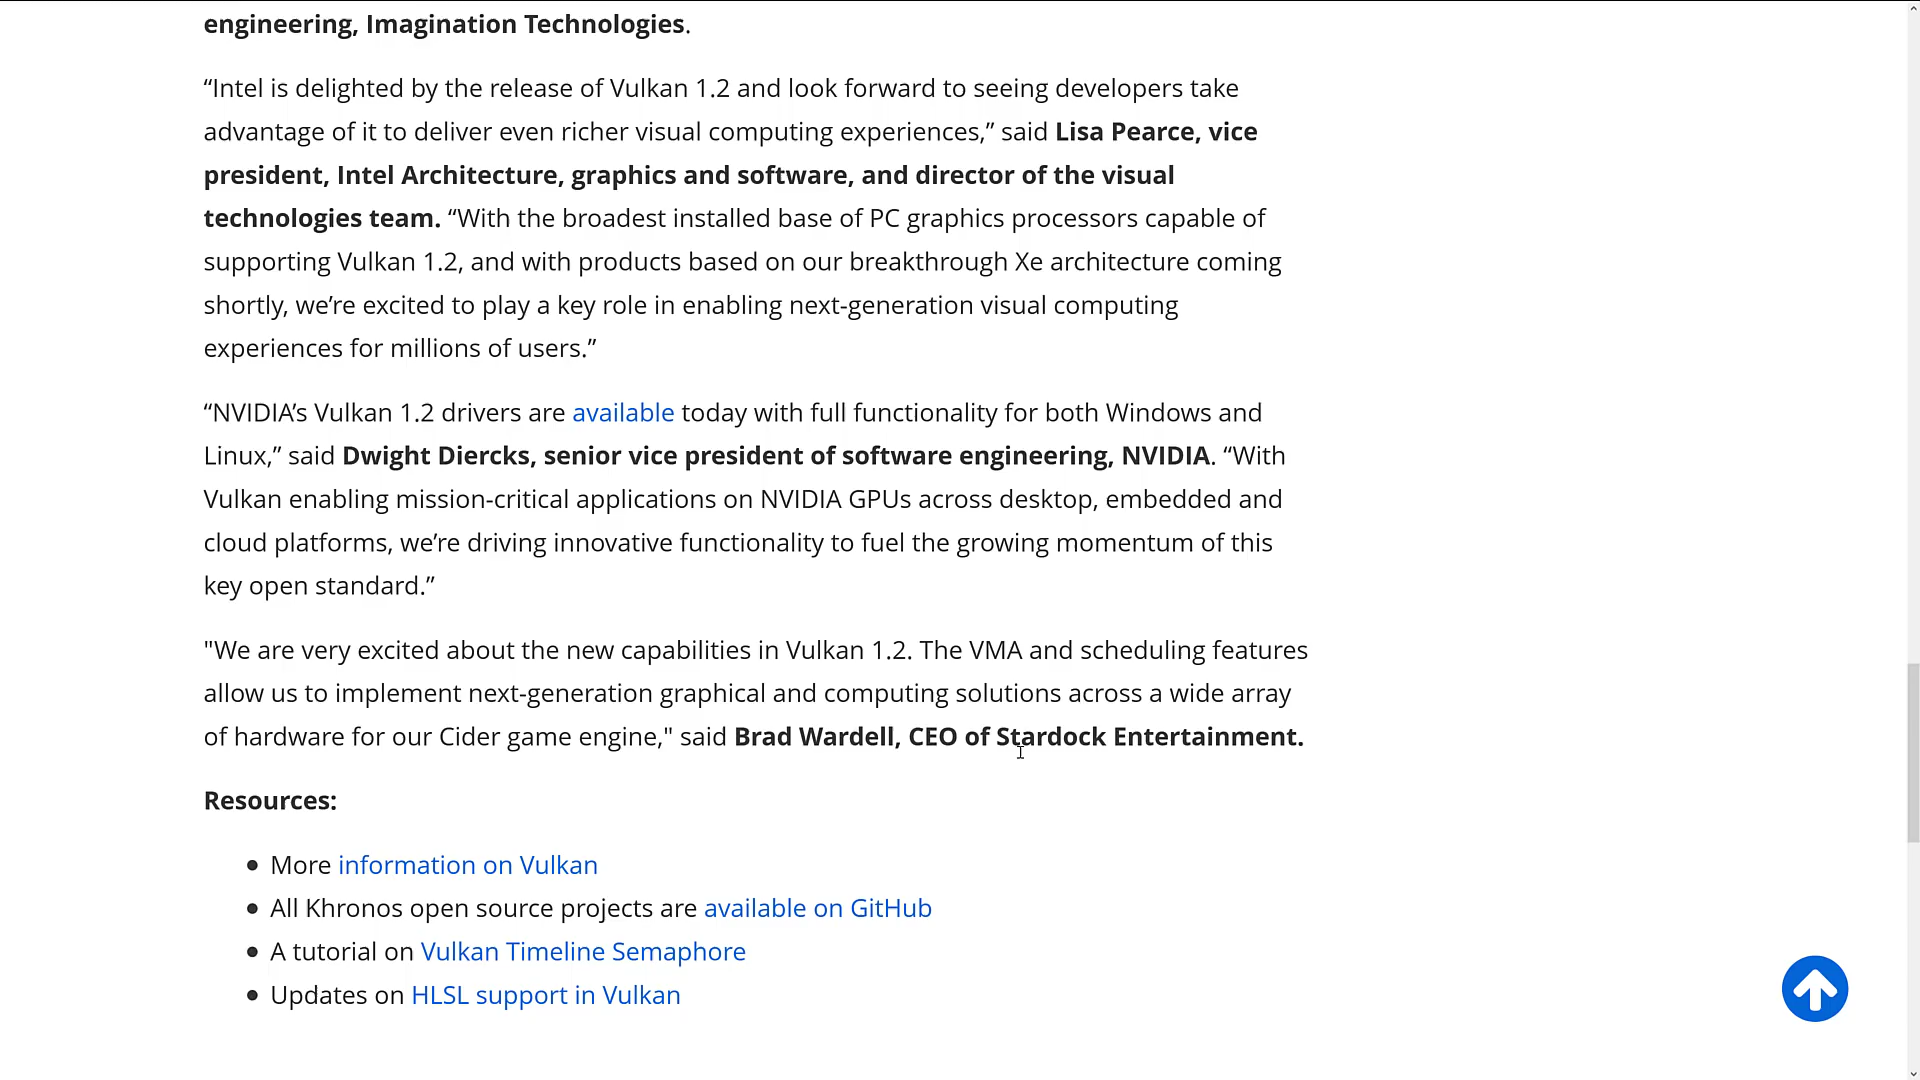 engineering, Imagination Technologies.
“Intel is delighted by the release of Vulkan 1.2 and look forward to seeing developers take
advantage of it to deliver even richer visual computing experiences,” said Lisa Pearce, vice
president, Intel Architecture, graphics and software, and director of the visual
technologies team. “With the broadest installed base of PC graphics processors capable of
supporting Vulkan 1.2, and with products based on our breakthrough Xe architecture coming
shortly, we’re excited to play a key role in enabling next-generation visual computing
experiences for millions of users.”
“NVIDIA’s Vulkan 1.2 drivers are available today with full functionality for both Windows and
Linux,” said Dwight Diercks, senior vice president of software engineering, NVIDIA. “With
Vulkan enabling mission-critical applications on NVIDIA GPUs across desktop, embedded and
cloud platforms, we’re driving innovative functionality to fuel the growing momentum of this
key open standard.”
"We are very excited about the new capabilities in Vulkan 1.2. The VMA and scheduling features
allow us to implement next-generation graphical and computing solutions across a wide array
of hardware for our Cider game engine," said Brad Wardell, CEO of Stardock Entertainment.
Resources:
• More information on Vulkan
• All Khronos open source projects are available on GitHub
• A tutorial on Vulkan Timeline Semaphore
• Updates on HLSL support in Vulkan